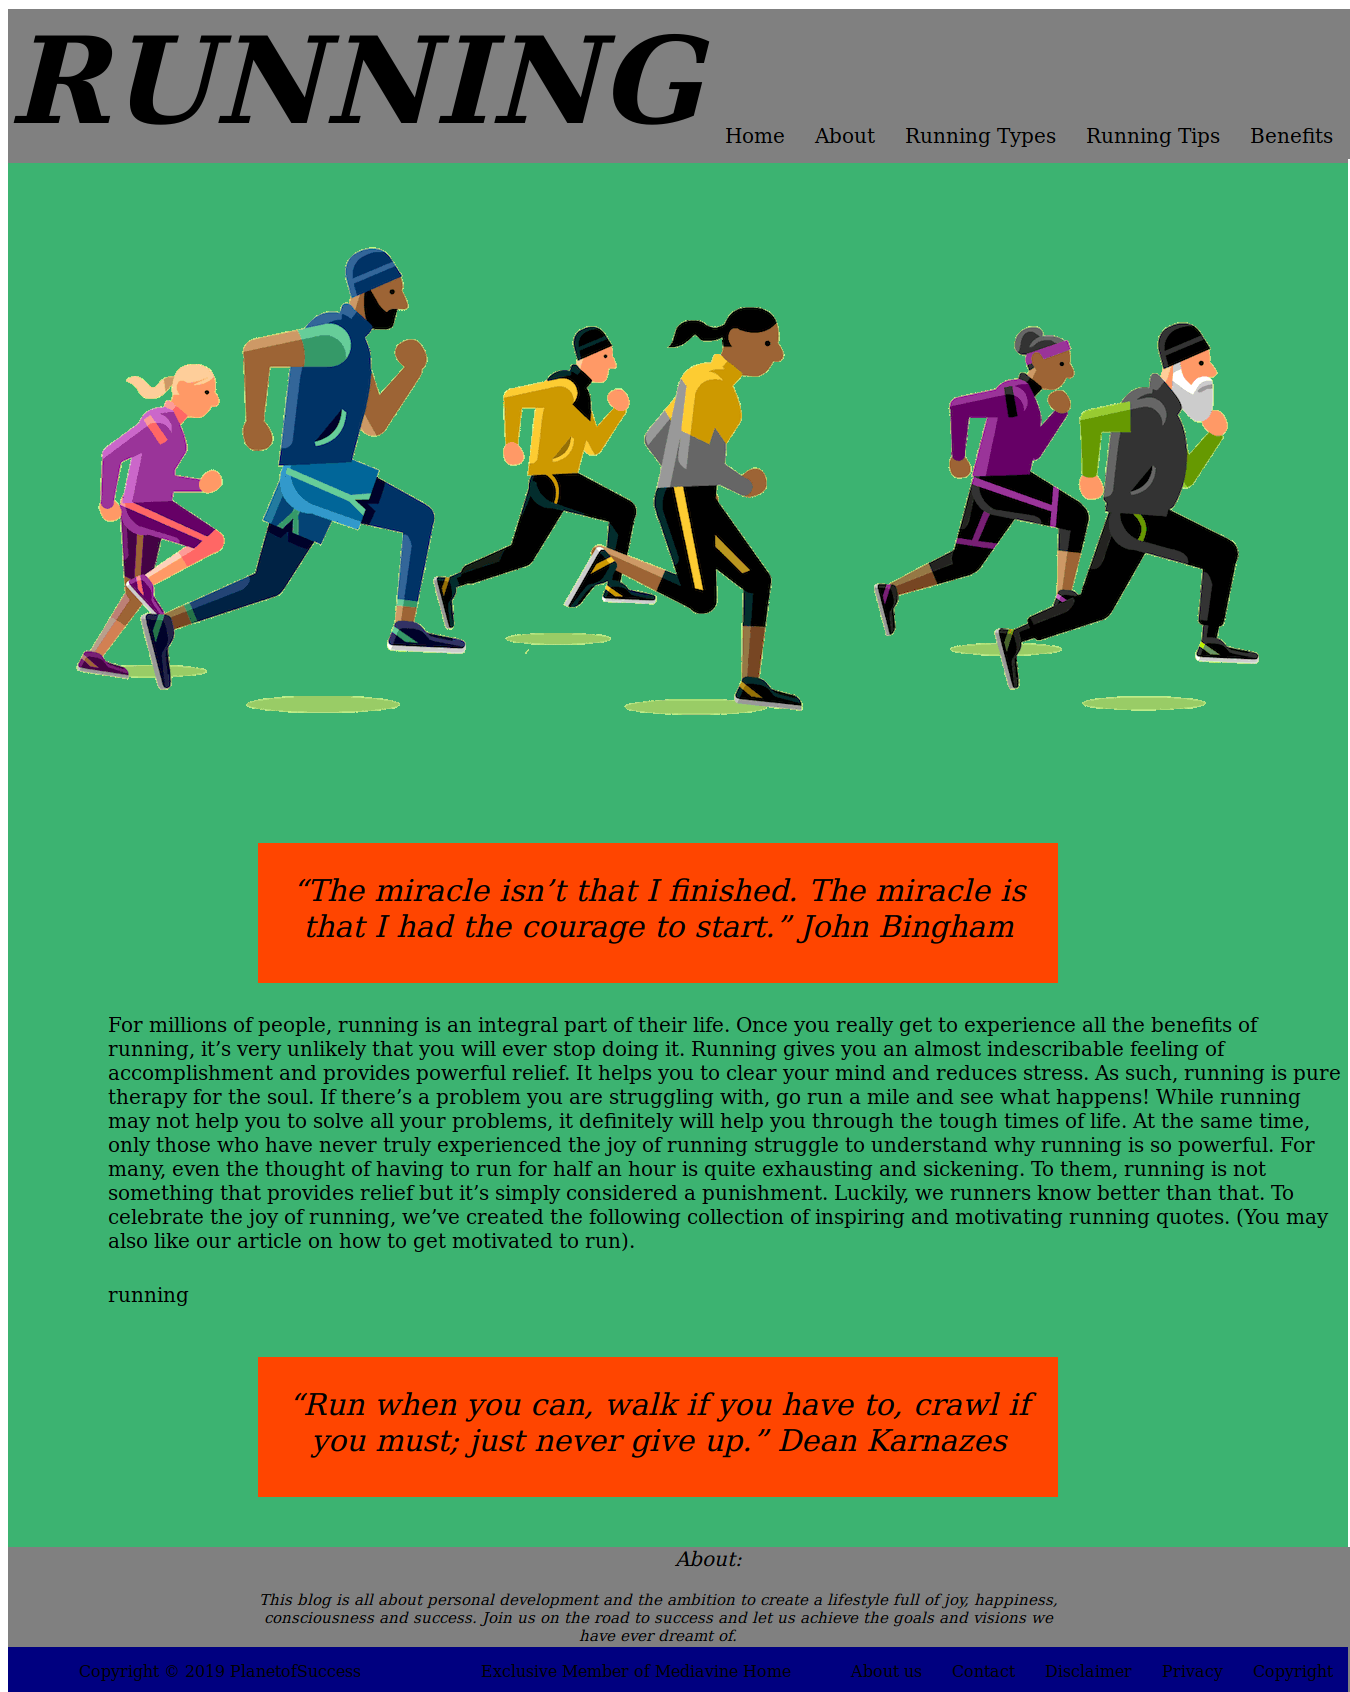 RUNNING
Home About Running Types Running Tips Benefits
“The miracle isn’t that I finished. The miracle is
that I had the courage to start.” John Bingham
For millions of people, running is an integral part of their life. Once you really get to experience all the benefits of
running, it’s very unlikely that you will ever stop doing it. Running gives you an almost indescribable feeling of
accomplishment and provides powerful relief. It helps you to clear your mind and reduces stress. As such, running is pure
therapy for the soul. If there’s a problem you are struggling with, go run a mile and see what happens! While running
may not help you to solve all your problems, it definitely will help you through the tough times of life. At the same time,
only those who have never truly experienced the joy of running struggle to understand why running is so powerful. For
many, even the thought of having to run for half an hour is quite exhausting and sickening. To them, running is not
something that provides relief but it’s simply considered a punishment. Luckily, we runners know better than that. To
celebrate the joy of running, we’ve created the following collection of inspiring and motivating running quotes. (You may
also like our article on how to get motivated to run).
running
“Run when you can, walk if you have to, crawl if
you must; just never give up.” Dean Karnazes
About:
This blog is all about personal development and the ambition to create a lifestyle full of joy, happiness,
consciousness and success. Join us on the road to success and let us achieve the goals and visions we
have ever dreamt of.
Copyright © 2019 PlanetofSuccess Exclusive Member of Mediavine Home About us Contact Disclaimer Privacy Copyright